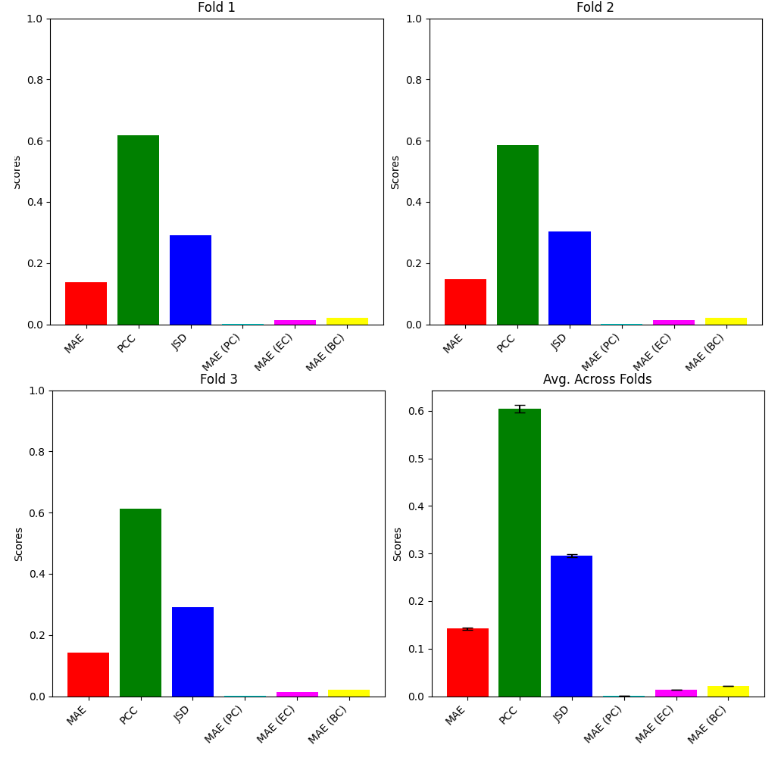 Fold 1
1.0
0.8
0.6
0.4
0.2
0.0
Scores
MAE
PCC
JSD
MAE (PC)
MAE (EC)
MAE (BC)
Fold 2
1.0
0.8
0.6
0.4
0.2
0.0
Scores
MAE
PCC
JSD
MAE (PC)
MAE (EC)
MAE (BC)
Fold 3
1.0
0.8
0.6
0.4
0.2
0.0
Scores
MAE
PCC
JSD
MAE (PC)
MAE (EC)
MAE (BC)
Avg. Across Folds
0.6
0.5
0.4
0.3
0.2
0.1
0.0
Scores
MAE
PCC
JSD
MAE (PC)
MAE (EC)
MAE (BC)